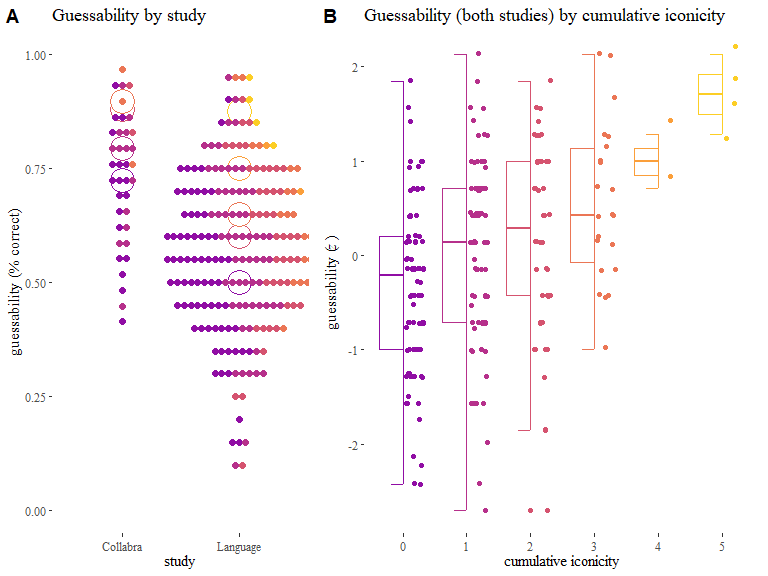 A
Guessability by study
1.00
0.75
0.50
0.25
0.00
guessability (% correct)
Collabra
Language
study
B
Guessability (both studies) by cumulative iconicity
2
1
0
-1
-2
guessability
0
1
2
3
4
5
cumulative iconicity